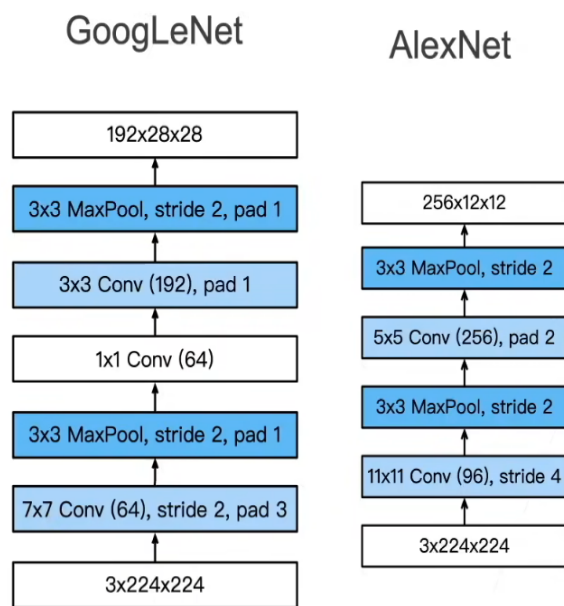 GoogLeNet
192x28x28
3x3 MaxPool, stride 2, pad 1
3x3 Conv (192), pad 1
1x1 Conv (64)
3x3 MaxPool, stride 2, pad 1
7x7 Conv (64), stride 2, pad 3
3x224x224
AlexNet
256x12x12
3x3 MaxPool, stride 2
5x5 Conv (256), pad 2
3x3 MaxPool, stride 2
11x11 Conv (96), stride 4
3x224x224